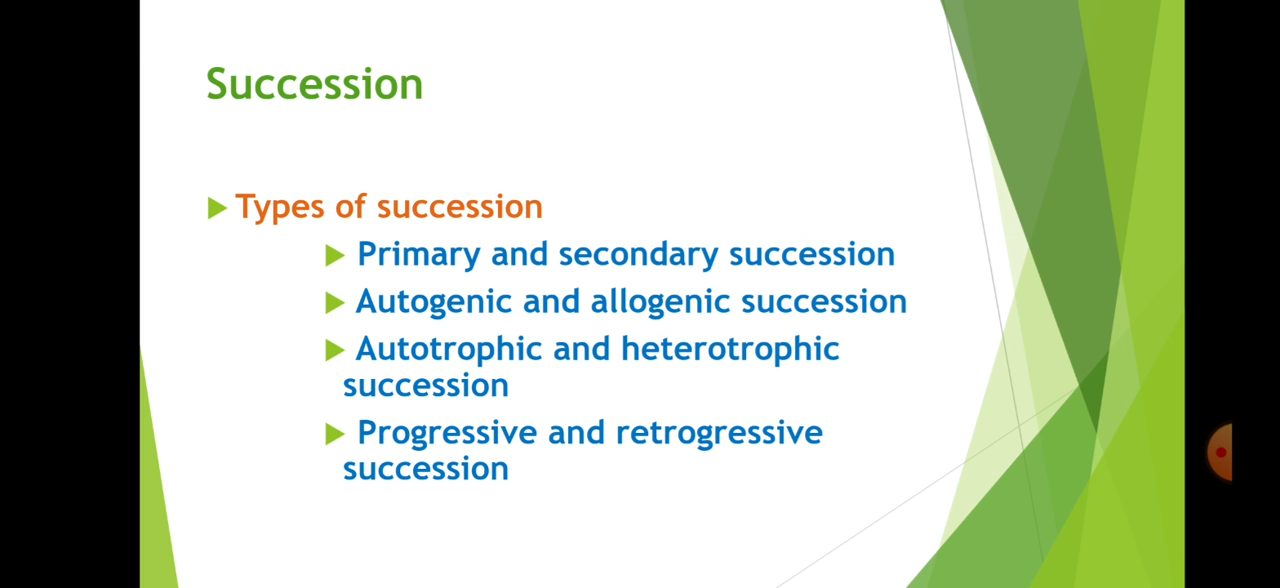 Succession
Types of succession
Primary and secondary succession
Autogenic and allogenic succession
Autotrophic and heterotrophic
succession
Progressive and retrogressive
succession